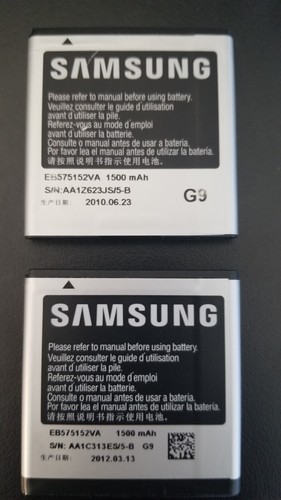 SAMSUNG
Please refer to manual before using battery.
Veuillez consulter le guide d'utilisation
avant d'utiliser la pile.
Referez-vous au mode d'emploi
avant d'utiliser la batterie.
Consulte o manual antes de usar a bateria.
Por favor lea el manual antes de utilizar la bateria.
请按照说明书指示使用电池。
EB575152VA 1500 mAh
S/N:AA1Z623JS/5-B
生产日期: 2010.06.23
G9
SAMSUNG
Please refer to manual before using battery.
Veuillez consulter le guide d'utilisation
avant d'utiliser la pile.
Referez-vous au mode d'emploi
avant d'utiliser la batterie.
Consulte o manual antes de usar a bateria.
Por favor lea el manual antes de utilizar la bateria.
请按照说明书指示使用电池。
EB575152VA 1500 mAh
S/N: AA1C313ES/5-B G9
生产日期: 2012.03.13